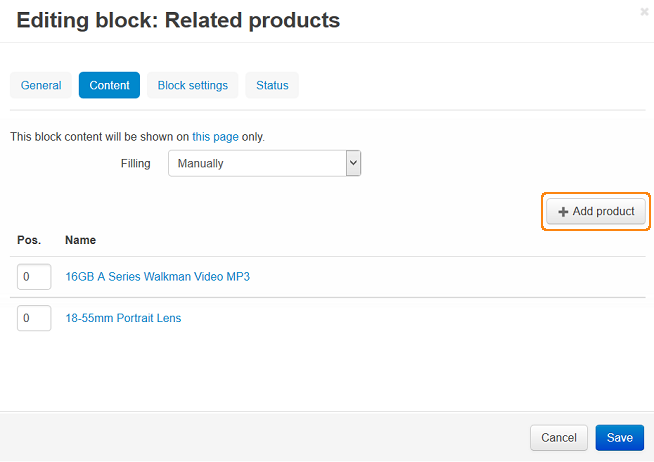 Editing block: Related products
General Content Block settings Status
This block content will be shown on this page only.
Filling Manually
Add product
Pos. Name
0 16GB A Series Walkman Video MP3
0 18-55mm Portrait Lens
Cancel Save